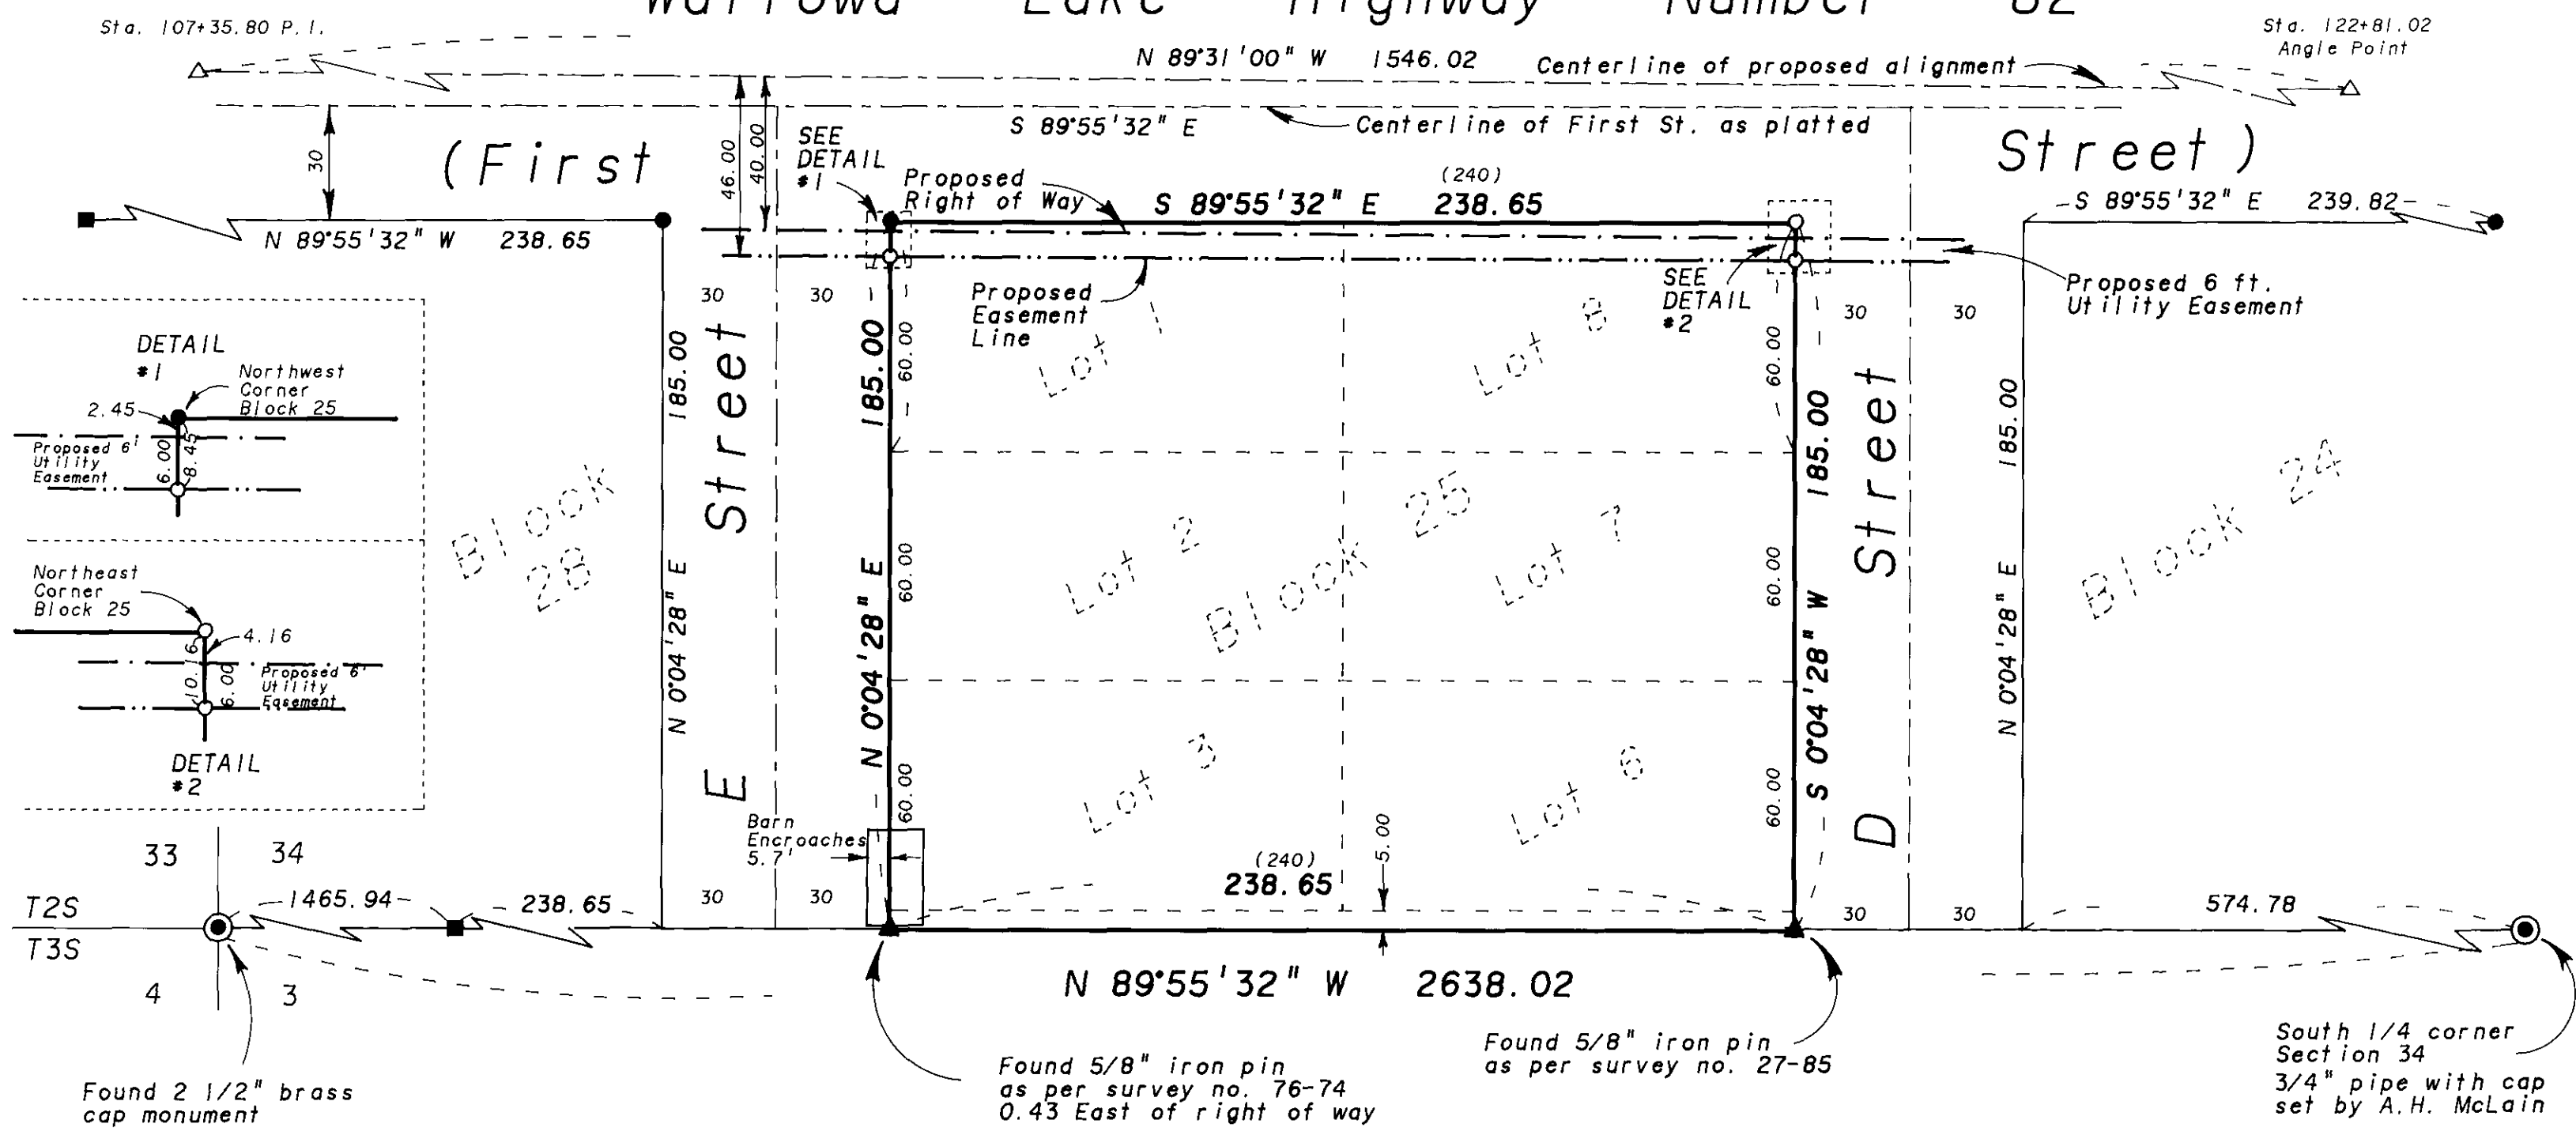 Wallowa Lake Highway Number 82
Sta. 107+35.80 P.I.
Sta. 122+81.02
Angle Point
N 89°31'00" W 1546.02
Centerline of proposed alignment
S 89°55'32" E
Centerline of First St. as platted
(First Street)
30
46.00
40.00
SEE
DETAIL
#1
Proposed
Right of Way
(240)
S 89°55'32" E 238.65
S 89°55'32" E 239.82
N 89°55'32" W 238.65
SEE
DETAIL
#2
Proposed 6 ft.
Utility Easement
Proposed
Easement
Line
30
30
30
30
DETAIL
#1
Northwest
Corner
Block 25
2.45
6.00
8.45
Proposed 6'
Utility
Easement
Northeast
Corner
Block 25
4.16
10.16
6.00
Proposed 6'
Utility
Easement
DETAIL
#2
Block
28
N 0°04'28" E 185.00
E Street
N 0°04'28" E 185.00
60.00
60.00
60.00
Lot 1
Lot 8
Lot 2
Block 25
Lot 7
Lot 3
Lot 6
60.00
60.00
60.00
S 0°04'28" W 185.00
D Street
N 0°04'28" E 185.00
Block 24
Barn
Encroaches
5.7'
(240)
238.65
5.00
33
34
T2S
T3S
4
3
1465.94
238.65
30
30
30
30
574.78
N 89°55'32" W 2638.02
Found 2 1/2" brass
cap monument
Found 5/8" iron pin
as per survey no. 76-74
0.43 East of right of way
Found 5/8" iron pin
as per survey no. 27-85
South 1/4 corner
Section 34
3/4" pipe with cap
set by A.H. McLain